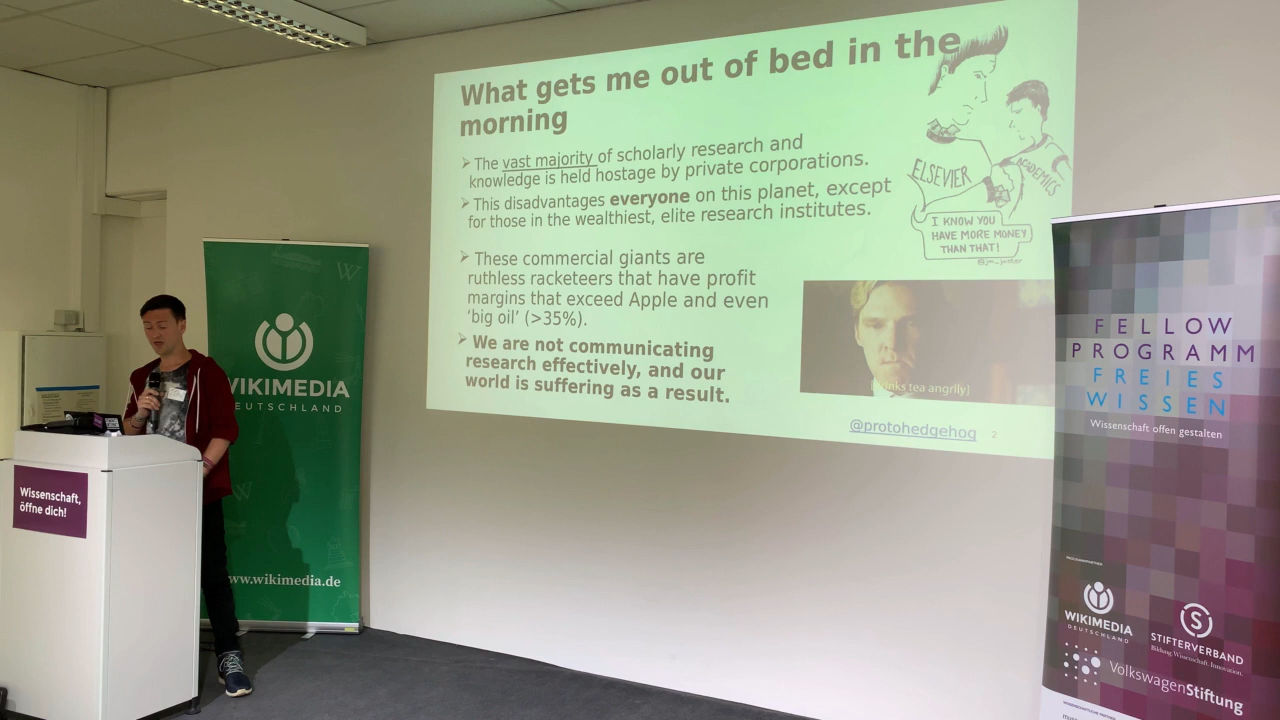 What gets me out of bed in the
morning
➢ The vast majority of scholarly research and
knowledge is held hostage by private corporations.
➢ This disadvantages everyone on this planet, except
for those in the wealthiest, elite research institutes.
➢ These commercial giants are
ruthless racketeers that have profit
margins that exceed Apple and even
‘big oil’ (>35%).
➢ We are not communicating
research effectively, and our
world is suffering as a result.
ELSEVIER
ACADEMICS
I KNOW YOU
HAVE MORE MONEY
THAN THAT!
tea angrily)
@protohedgehog
2
WIKIMEDIA
DEUTSCHLAND
www.wikimedia.de
Wissenschaft,
öffne dich!
FELLOW
PROGRAMM
FREIES
WISSEN
Wissenschaft offen gestalten
WIKIMEDIA
DEUTSCHLAND
STIFTERVERBAND
Bildung. Wissenschaft. Innovation.
VolkswagenStiftung